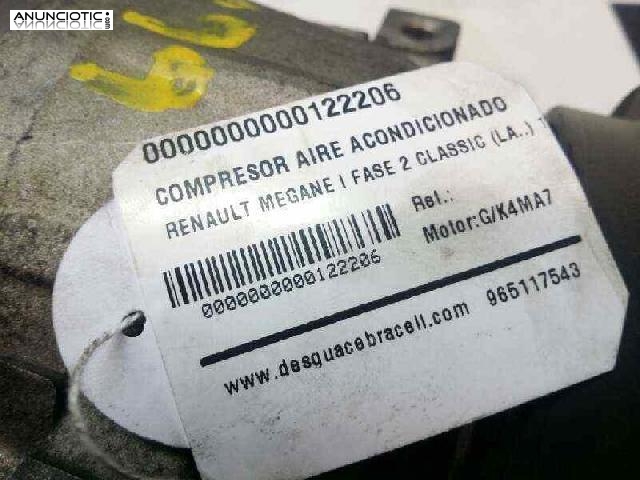 ANUNCIOTIC.com
0000000000122206
COMPRESOR AIRE ACONDICIONADO
RENAULT MEGANE I FASE 2 CLASSIC (LA..)
Ref.:
Motor:G/K4MA7
0000000000122206
www.desguacebracell.com 965117543